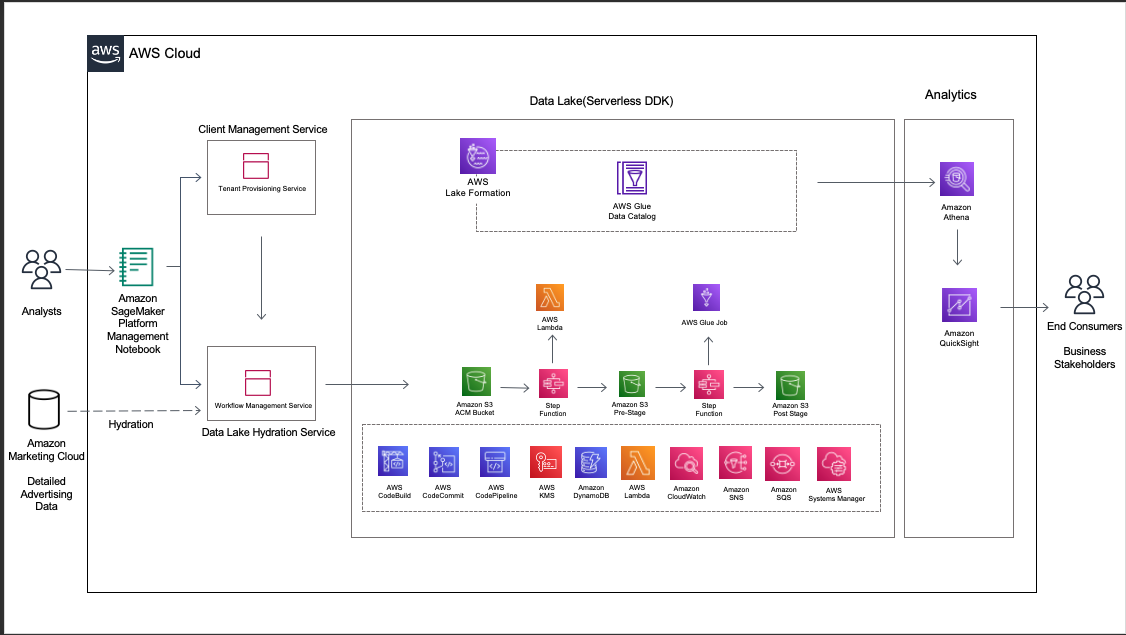 aws
AWS Cloud
Analytics
Data Lake(Serverless DDK)
Client Management Service
Tenant Provisioning Service
AWS
Lake Formation
AWS Glue
Data Catalog
Amazon
Athena
Analysts
Amazon
SageMaker
Platform
Management
Notebook
AWS
Lambda
AWS Glue Job
Amazon
QuickSight
End Consumers
Business
Stakeholders
Workflow Management Service
Data Lake Hydration Service
Amazon S3
ACM Bucket
Step
Function
Amazon S3
Pre-Stage
Step
Function
Amazon S3
Post Stage
Hydration
Amazon
Marketing Cloud
Detailed
Advertising
Data
AWS
CodeBuild
AWS
CodeCommit
AWS
CodePipeline
AWS
KMS
Amazon
DynamoDB
AWS
Lambda
Amazon
CloudWatch
Amazon
SNS
Amazon
SQS
AWS
Systems Manager